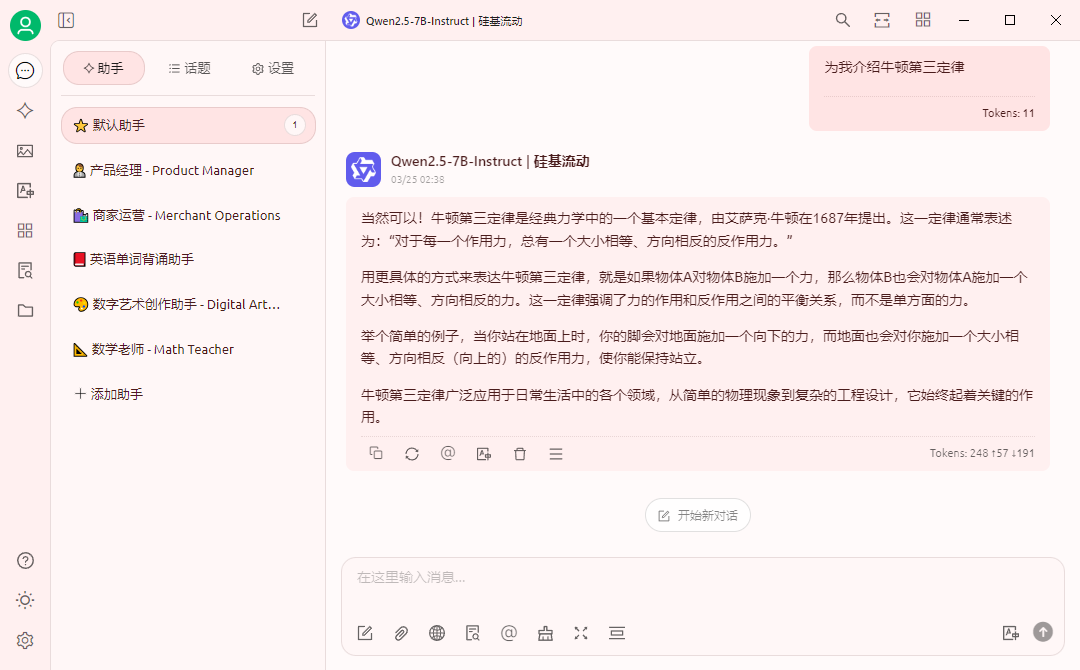 Qwen2.5-7B-Instruct | 硅基流动
助手
话题
设置
默认助手
1
产品经理 - Product Manager
商家运营 - Merchant Operations
英语单词背诵助手
数字艺术创作助手 - Digital Art...
数学老师 - Math Teacher
添加助手
为我介绍牛顿第三定律
Tokens: 11
Qwen2.5-7B-Instruct | 硅基流动
03/25 02:38
当然可以！牛顿第三定律是经典力学中的一个基本定律，由艾萨克·牛顿在1687年提出。这一定律通常表述
为：“对于每一个作用力，总有一个大小相等、方向相反的反作用力。”
用更具体的方式来表达牛顿第三定律，就是如果物体A对物体B施加一个力，那么物体B也会对物体A施加一个
大小相等、方向相反的力。这一定律强调了力的作用和反作用之间的平衡关系，而不是单方面的力。
举个简单的例子，当你站在地面上时，你的脚会对地面施加一个向下的力，而地面也会对你施加一个大小相
等、方向相反（向上的）的反作用力，使你能保持站立。
牛顿第三定律广泛应用于日常生活中的各个领域，从简单的物理现象到复杂的工程设计，它始终起着关键的作
用。
Tokens: 248 ↑57 ↓191
开始新对话
在这里输入消息...